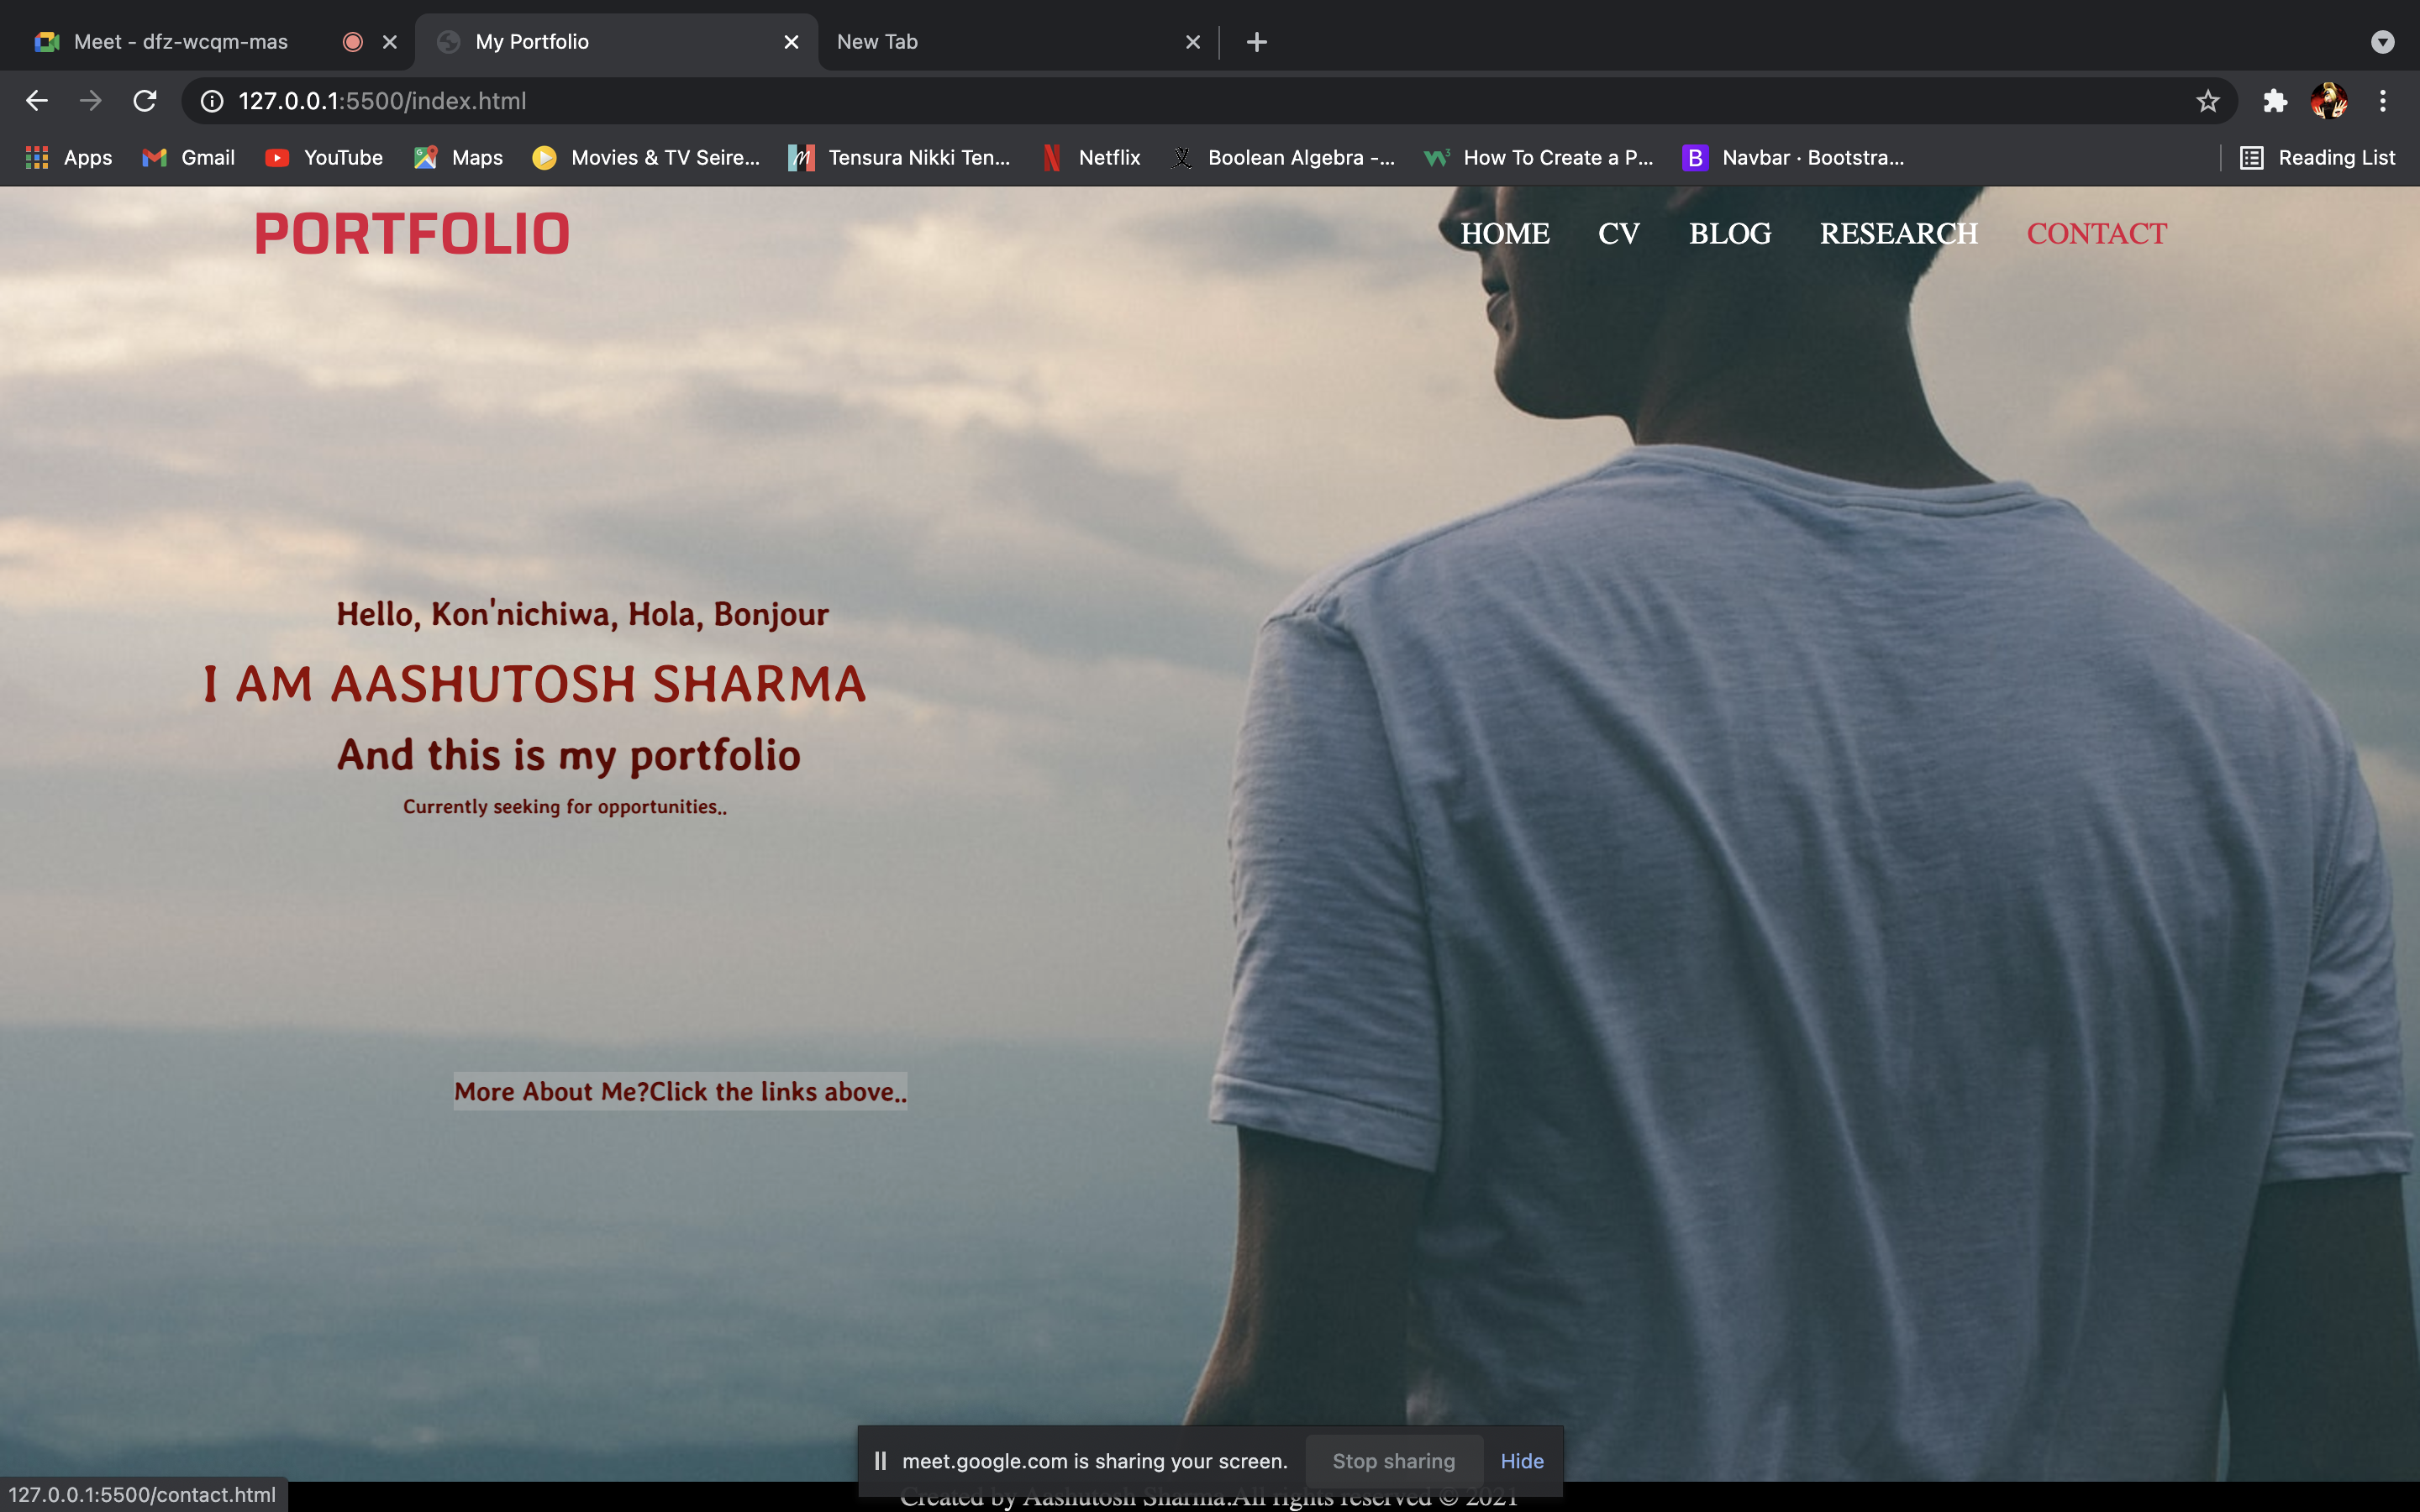 Meet - dfz-wcqm-mas
My Portfolio
New Tab
127.0.0.1:5500/index.html
Apps
Gmail
YouTube
Maps
Movies & TV Seire...
Tensura Nikki Ten...
Netflix
Boolean Algebra -...
How To Create a P...
B
Navbar · Bootstra...
Reading List
PORTFOLIO
HOME CV BLOG RESEARCH CONTACT
Hello, Kon'nichiwa, Hola, Bonjour
I AM AASHUTOSH SHARMA
And this is my portfolio
Currently seeking for opportunities..
More About Me?Click the links above..
meet.google.com is sharing your screen. Stop sharing Hide
127.0.0.1:5500/contact.html
Created by Aashutosh Sharma.All rights reserved © 2021